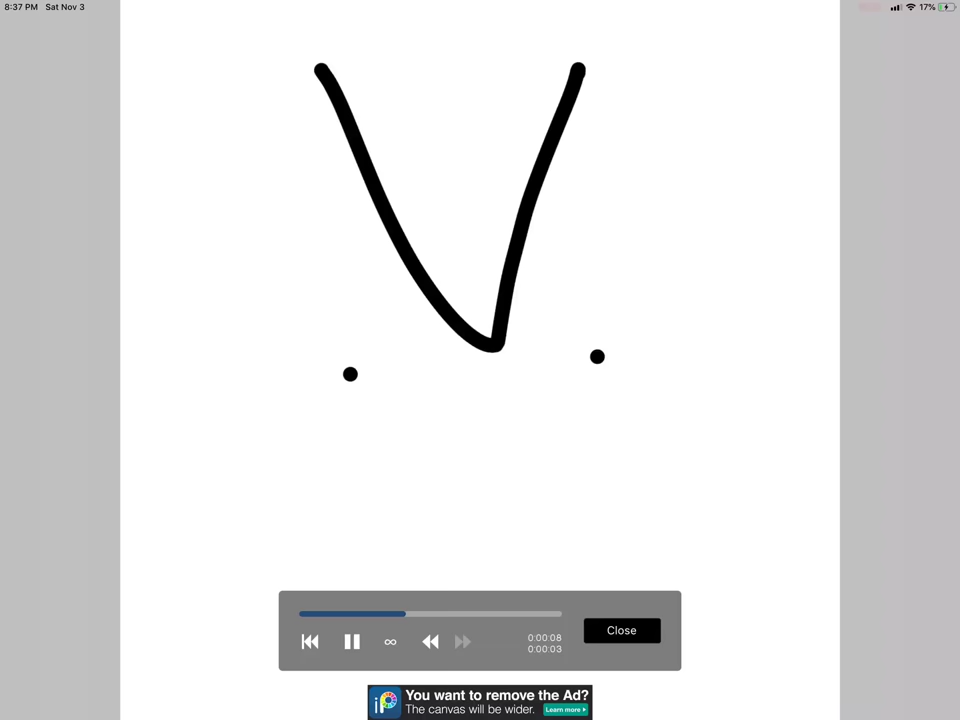 8:37 PM Sat Nov 3
17%
V
0:00:08
0:00:03
Close
iP
You want to remove the Ad?
The canvas will be wider.
Learn more